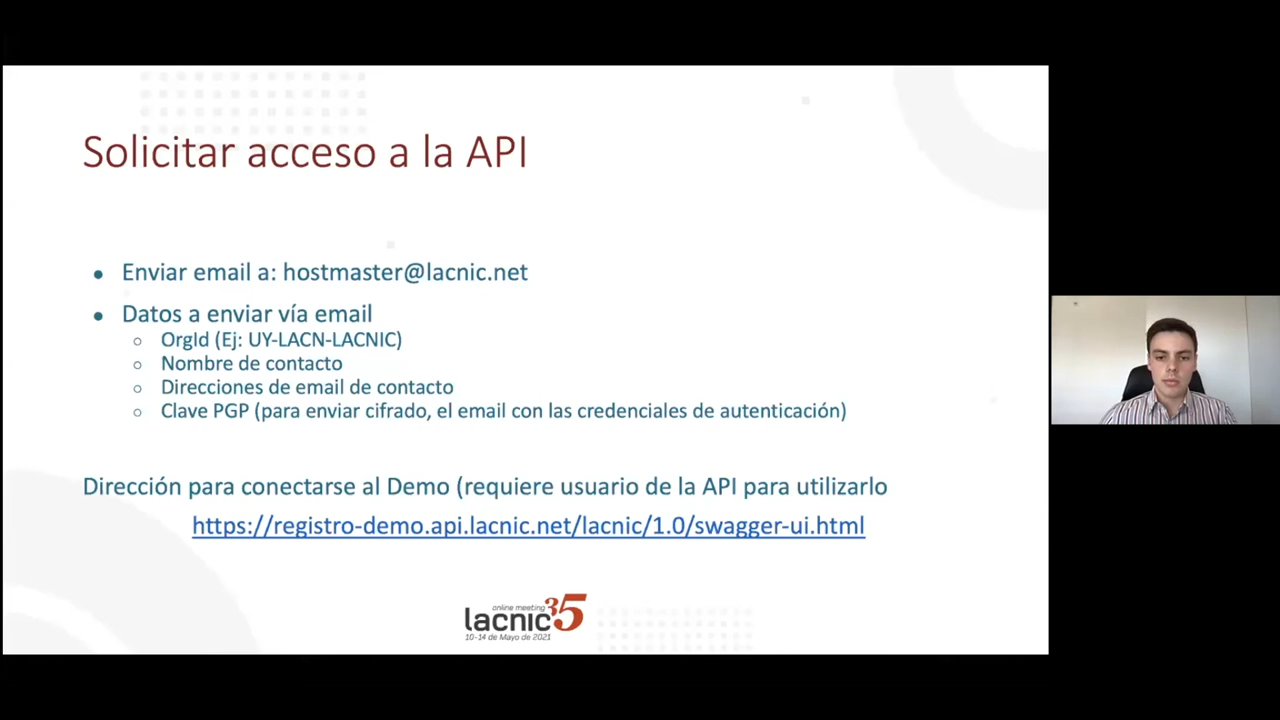 Solicitar acceso a la API
Enviar email a: hostmaster@lacnic.net
Datos a enviar vía email
OrgId (Ej: UY-LACN-LACNIC)
Nombre de contacto
Direcciones de email de contacto
Clave PGP (para enviar cifrado, el email con las credenciales de autenticación)
Dirección para conectarse al Demo (requiere usuario de la API para utilizarlo
https://registro-demo.api.lacnic.net/lacnic/1.0/swagger-ui.html
online meeting
lacnic 35
10-14 de Mayo de 2021